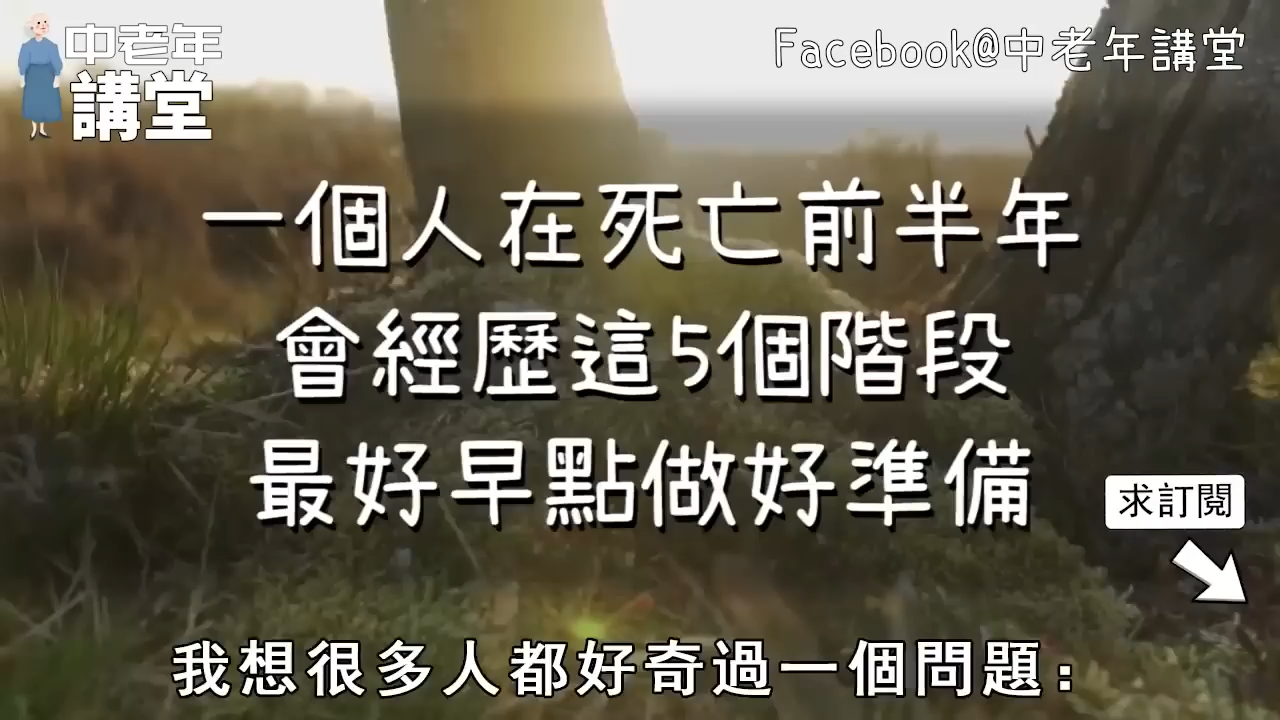 中老年
講堂
Facebook@中老年講堂
一個人在死亡前半年
會經歷這5個階段
最好早點做好準備
求訂閱
我想很多人都好奇過一個問題：